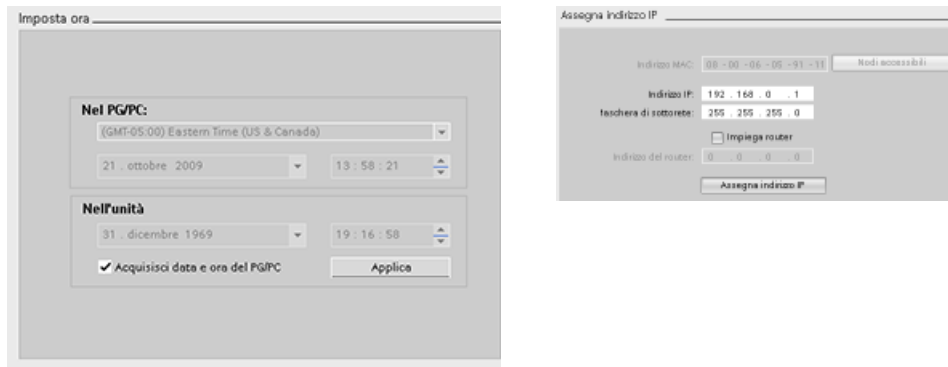 Imposta ora
Nel PG/PC:
(GMT-05:00) Eastern Time (US & Canada)
21 . ottobre 2009
13 : 58 : 21
Nell'unità
31 . dicembre 1969
19 : 16 : 58
Acquisisci data e ora del PG/PC
Applica
Assegna indirizzo IP
Indirizzo MAC: 08 - 00 - 06 - 05 - 91 - 11 Nodi accessibili
Indirizzo IP: 192 . 168 . 0 . 1
taschera di sottorete: 255 . 255 . 255 . 0
Impiega router
Indirizzo del router: 0 . 0 . 0 . 0
Assegna indirizzo IP